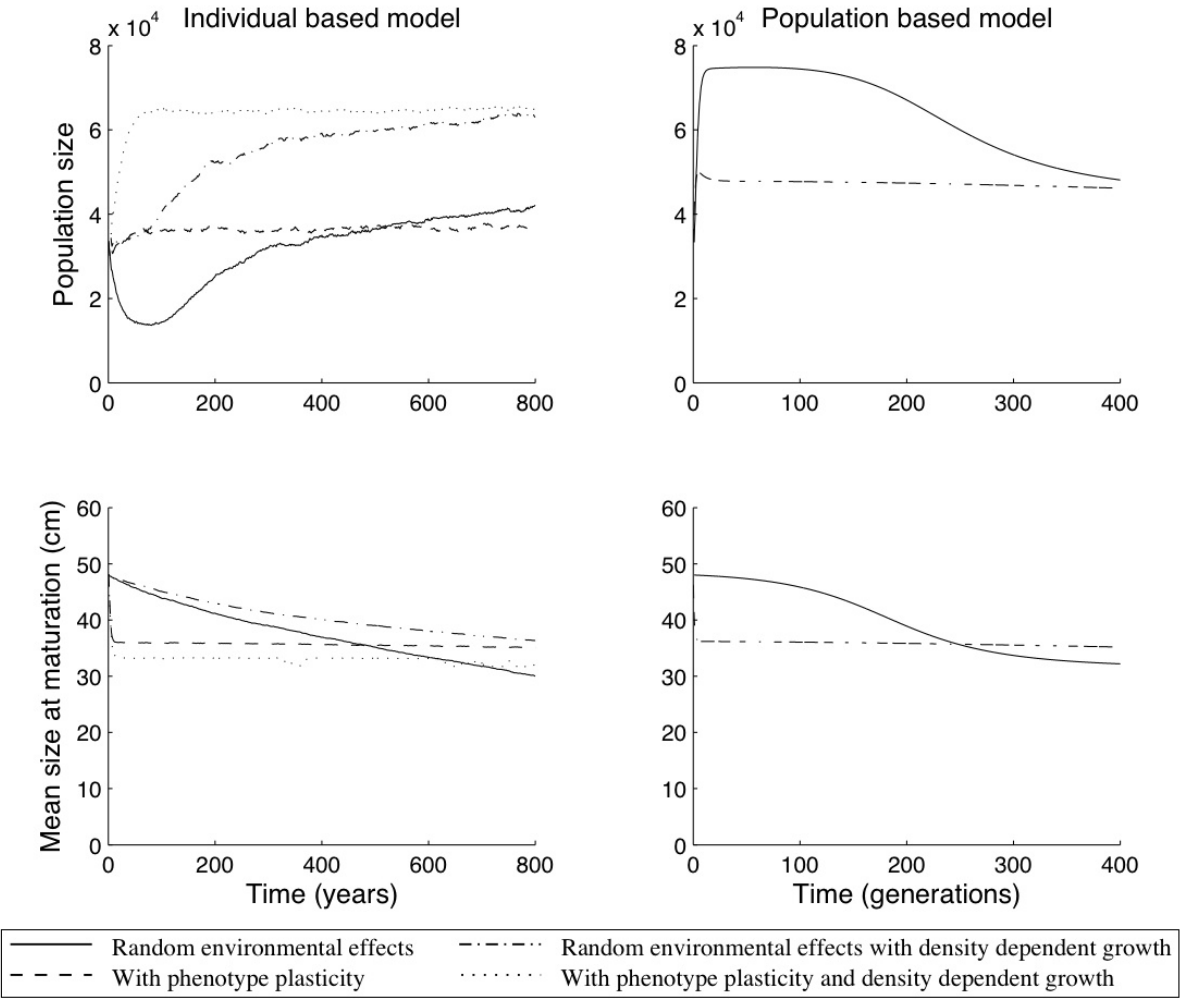 Individual based model
Population based model
x 10⁴
8
6
4
2
0
Population size
0 200 400 600 800
x 10⁴
8
6
4
2
0
0 100 200 300 400
60
50
40
30
20
10
0
Mean size at maturation (cm)
0 200 400 600 800
Time (years)
60
50
40
30
20
10
0
0 100 200 300 400
Time (generations)
Random environmental effects
Random environmental effects with density dependent growth
With phenotype plasticity
With phenotype plasticity and density dependent growth